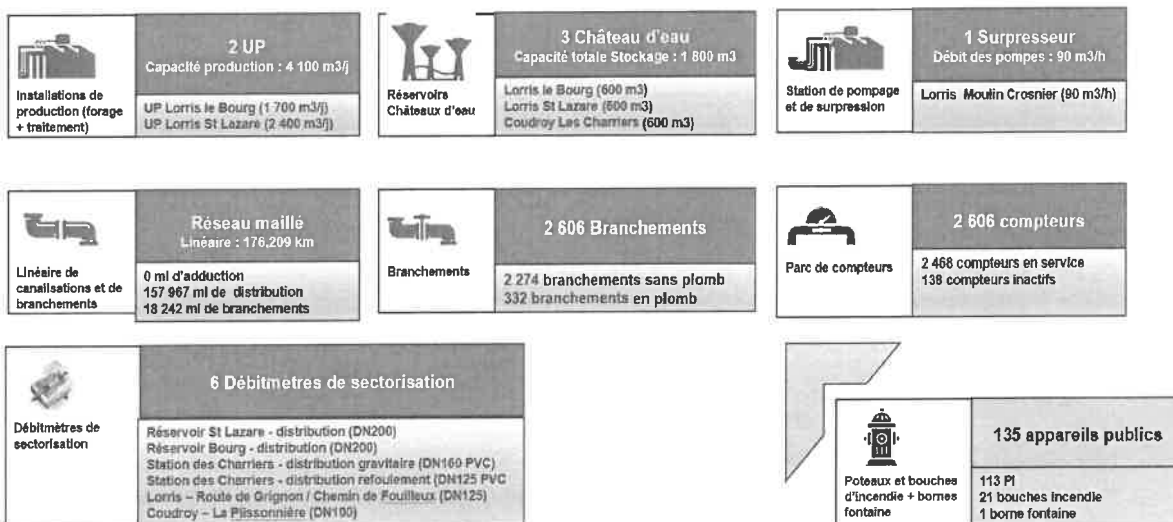 2 UP
Capacité production : 4 100 m3/j
Installations de
production (forage
+ traitement)
UP Lorris le Bourg (1 700 m3/j)
UP Lorris St Lazare (2 400 m3/j)
3 Château d'eau
Capacité totale Stockage : 1 800 m3
Réservoirs
Châteaux d'eau
Lorris le Bourg (600 m3)
Lorris St Lazare (600 m3)
Coudroy Les Charriers (600 m3)
1 Surpresseur
Débit des pompes : 90 m3/h
Station de pompage
et de surpression
Lorris Moulin Crosnier (90 m3/h)
Réseau maillé
Linéaire : 176,209 km
Linéaire de
canalisations et de
branchements
0 ml d'adduction
157 967 ml de distribution
18 242 ml de branchements
2 606 Branchements
Branchements
2 274 branchements sans plomb
332 branchements en plomb
2 606 compteurs
Parc de compteurs
2 468 compteurs en service
138 compteurs inactifs
6 Débitmètres de sectorisation
Débitmètres de
sectorisation
Réservoir St Lazare - distribution (DN200)
Réservoir Bourg - distribution (DN200)
Station des Charriers - distribution gravitaire (DN160 PVC)
Station des Charriers - distribution refoulement (DN125 PVC
Lorris – Route de Grignon / Chemin de Fouilleux (DN125)
Coudroy – La Plissonnière (DN100)
135 appareils publics
Poteaux et bouches
d'incendie + bornes
fontaine
113 PI
21 bouches incendie
1 borne fontaine